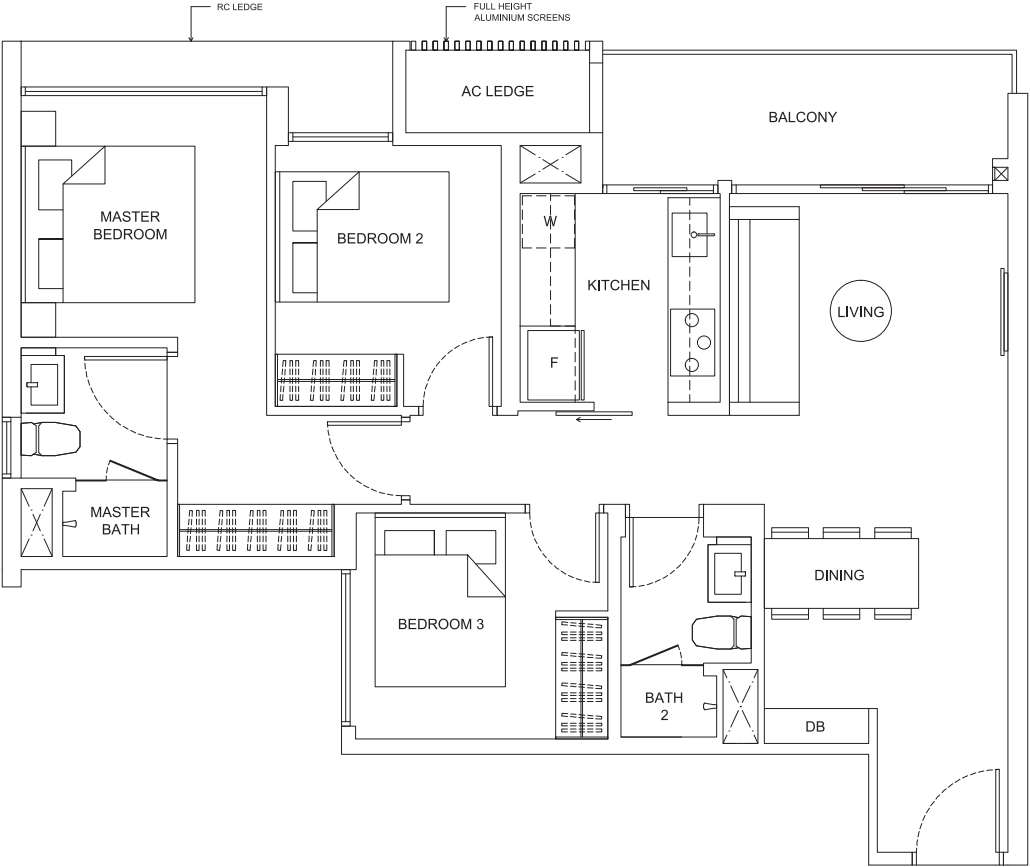 RC LEDGE
FULL HEIGHT
ALUMINIUM SCREENS
AC LEDGE
BALCONY
MASTER
BEDROOM
BEDROOM 2
W
KITCHEN
LIVING
F
MASTER
BATH
DINING
BEDROOM 3
BATH
2
DB